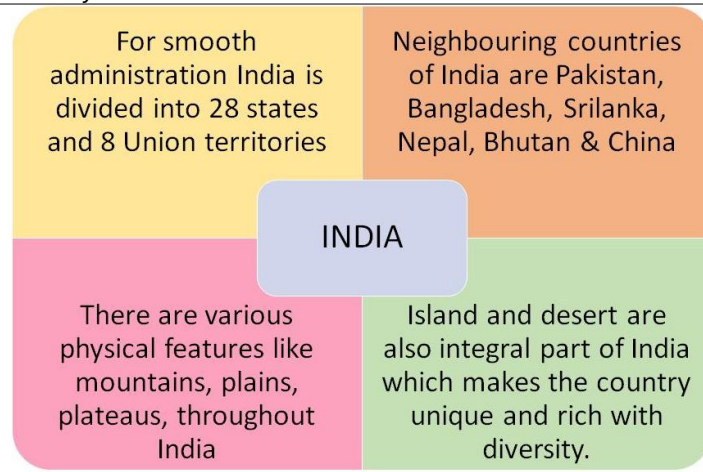 For smooth
administration India is
divided into 28 states
and 8 Union territories
Neighbouring countries
of India are Pakistan,
Bangladesh, Srilanka,
Nepal, Bhutan & China
INDIA
There are various
physical features like
mountains, plains,
plateaus, throughout
India
Island and desert are
also integral part of India
which makes the country
unique and rich with
diversity.